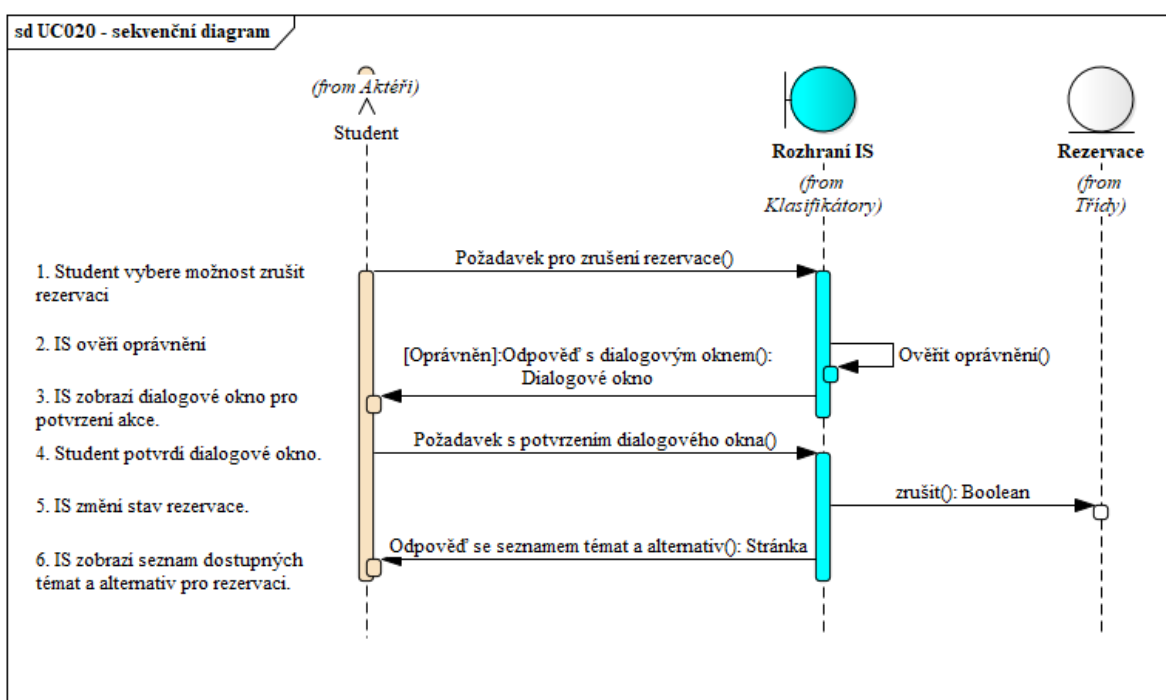 sd UC020 - sekvenční diagram
(from Aktéři)
Student
Rozhraní IS
(from
Klasifikátory)
Rezervace
(from
Třídy)
1. Student vybere možnost zrušit
rezervaci
Požadavek pro zrušení rezervace()
2. IS ověří oprávnění
Ověřit oprávnění()
[Oprávněn]:Odpověď s dialogovým oknem():
Dialogové okno
3. IS zobrazí dialogové okno pro
potvrzení akce.
Požadavek s potvrzením dialogového okna()
4. Student potvrdí dialogové okno.
zrušit(): Boolean
5. IS změní stav rezervace.
Odpověď se seznamem témat a alternativ(): Stránka
6. IS zobrazí seznam dostupných
témat a alternativ pro rezervaci.